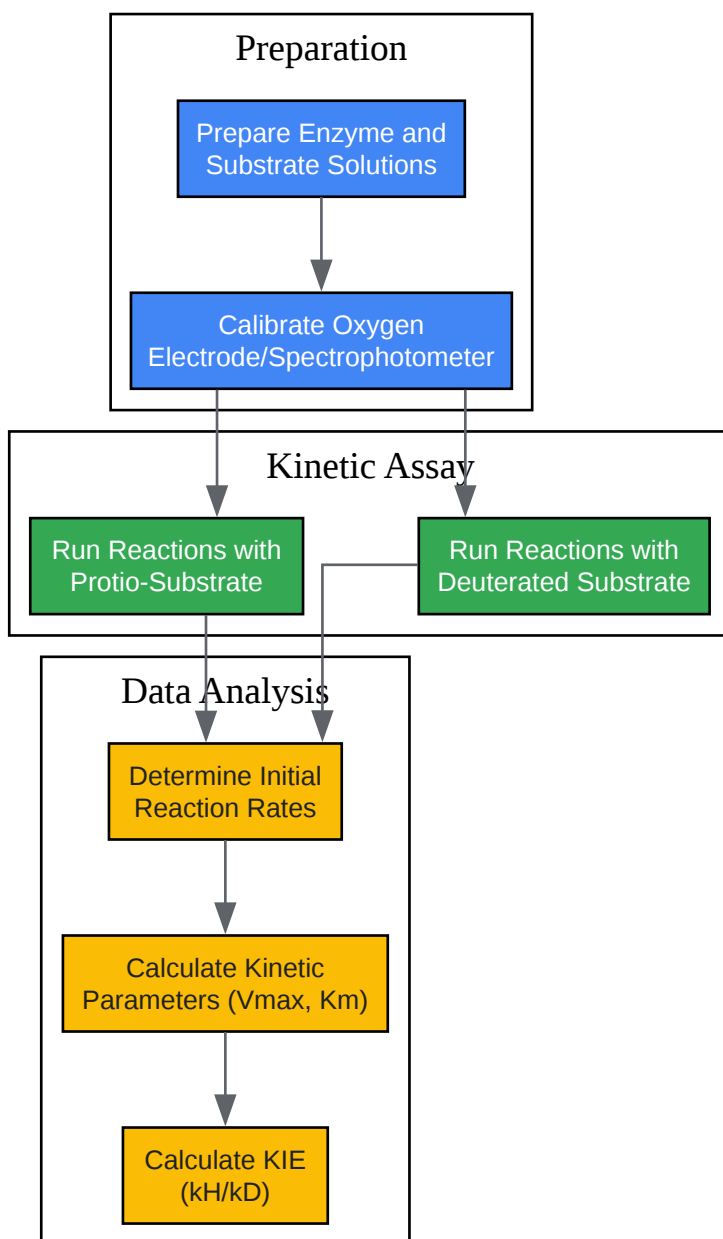 Preparation
Prepare Enzyme and
Substrate Solutions
Calibrate Oxygen
Electrode/Spectrophotometer
Kinetic Assay
Run Reactions with
Protio-Substrate
Run Reactions with
Deuterated Substrate
Data Analysis
Determine Initial
Reaction Rates
Calculate Kinetic
Parameters (Vmax, Km)
Calculate KIE
(kH/kD)